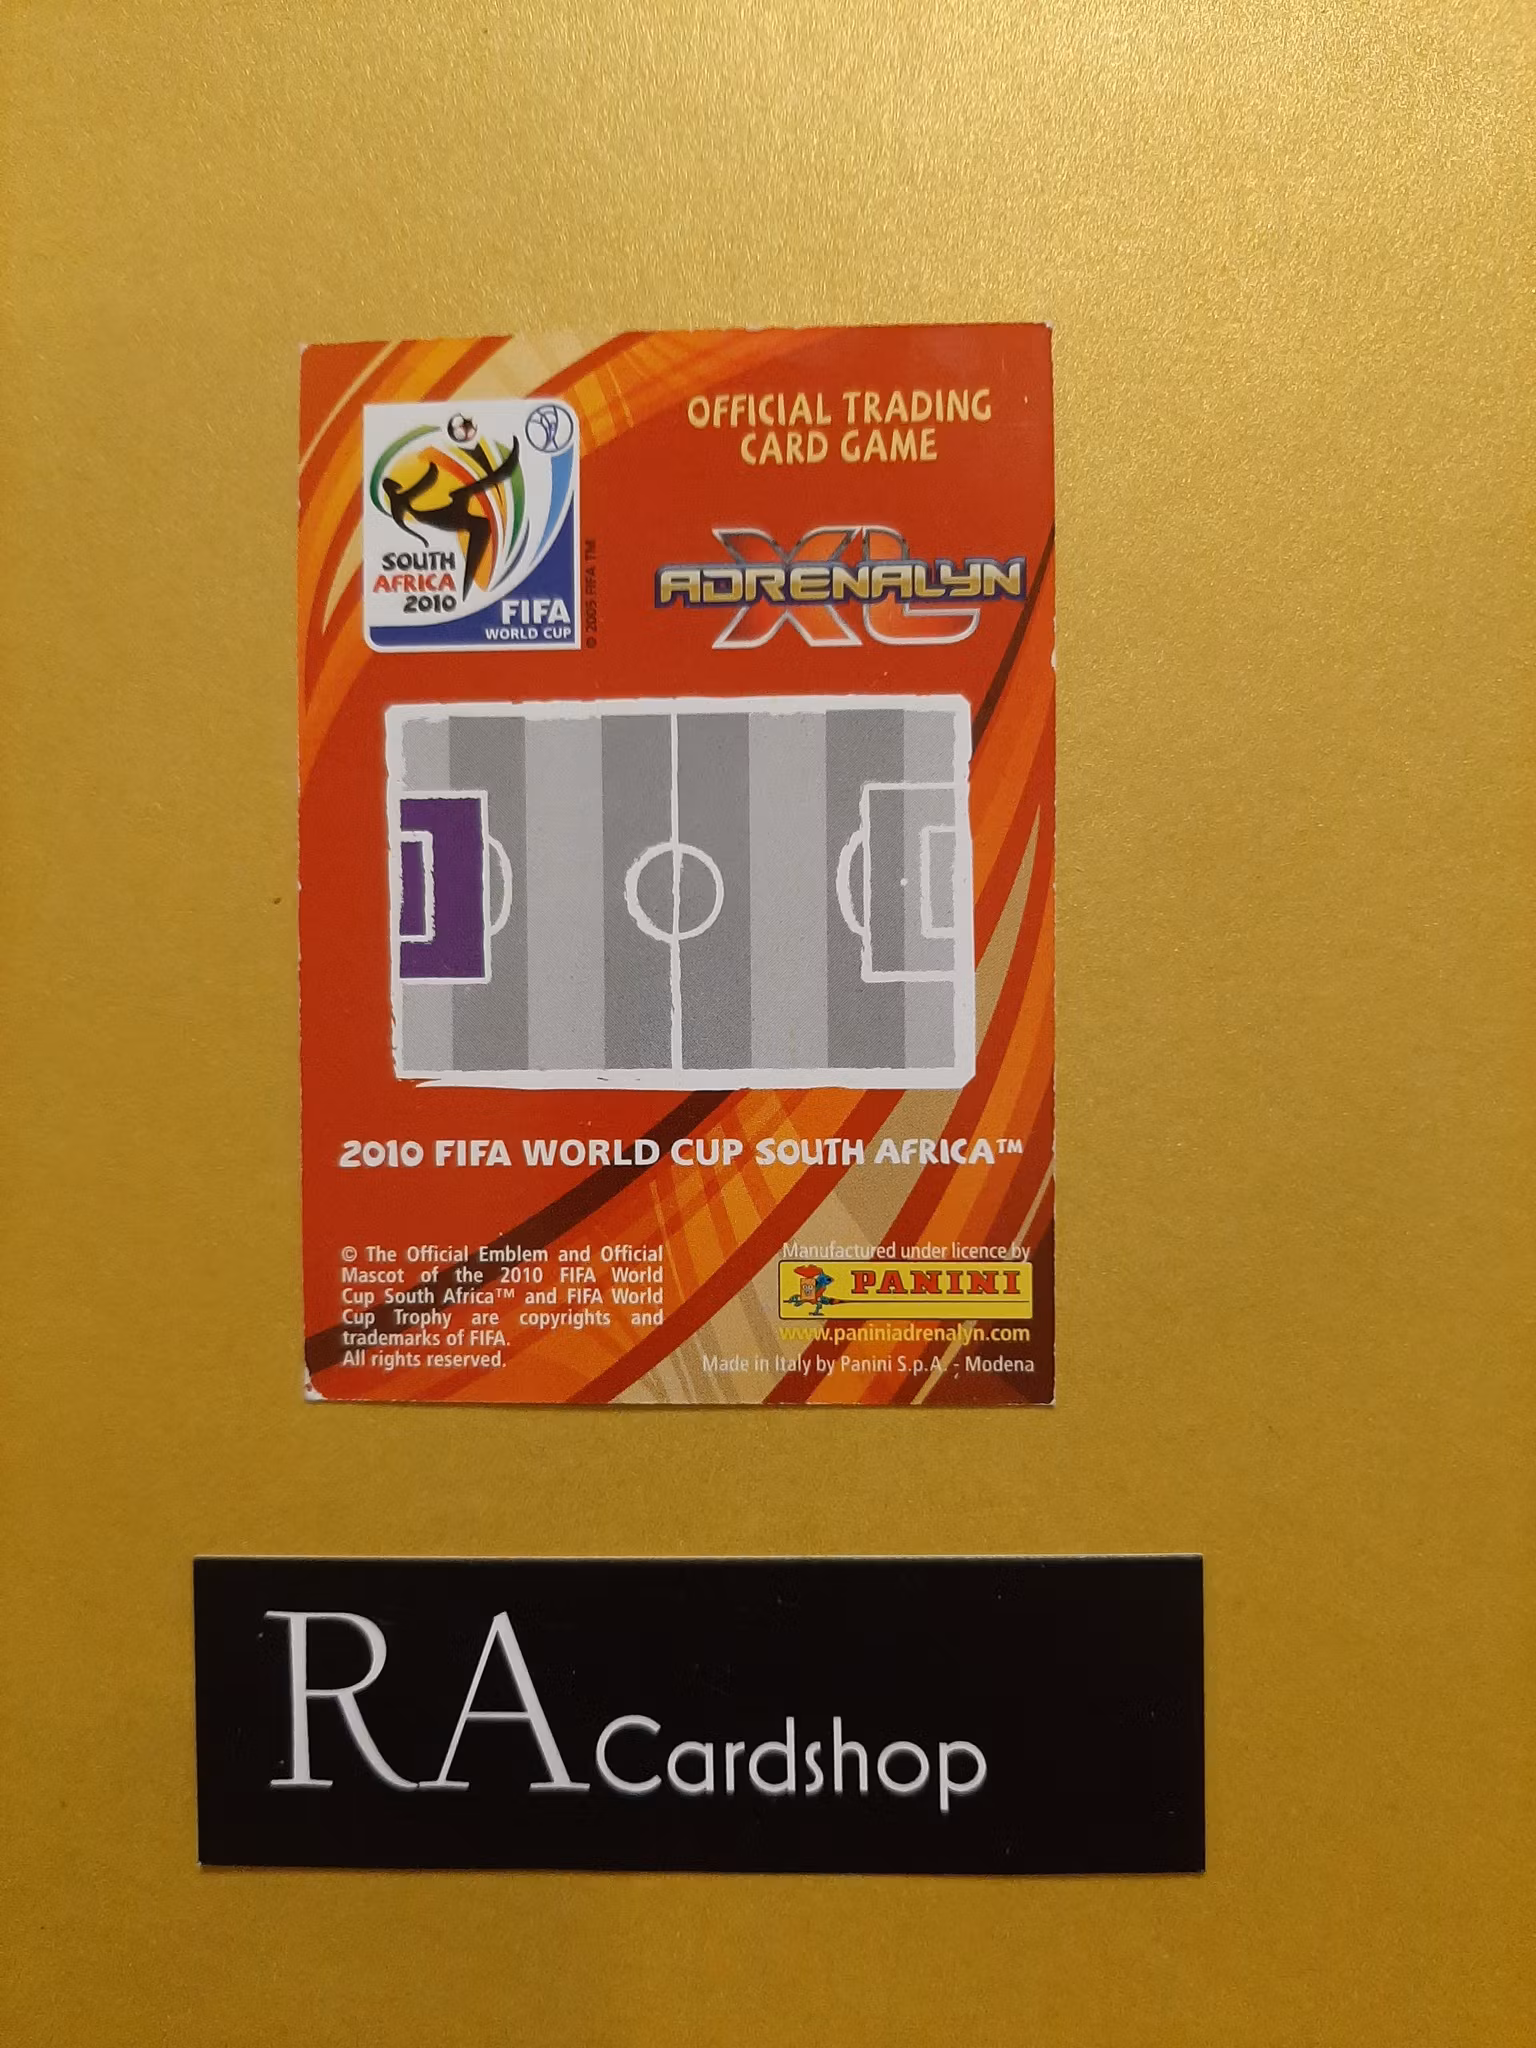 OFFICIAL TRADING
CARD GAME
SOUTH
AFRICA
2010
FIFA
WORLD CUP
© 2005 FIFA TM
XL
ADRENALYN
2010 FIFA WORLD CUP SOUTH AFRICA™
© The Official Emblem and Official
Mascot of the 2010 FIFA World
Cup South Africa™ and FIFA World
Cup Trophy are copyrights and
trademarks of FIFA.
All rights reserved.
Manufactured under licence by
PANINI
www.paniniadrenalyn.com
Made in Italy by Panini S.p.A. - Modena
RA Cardshop